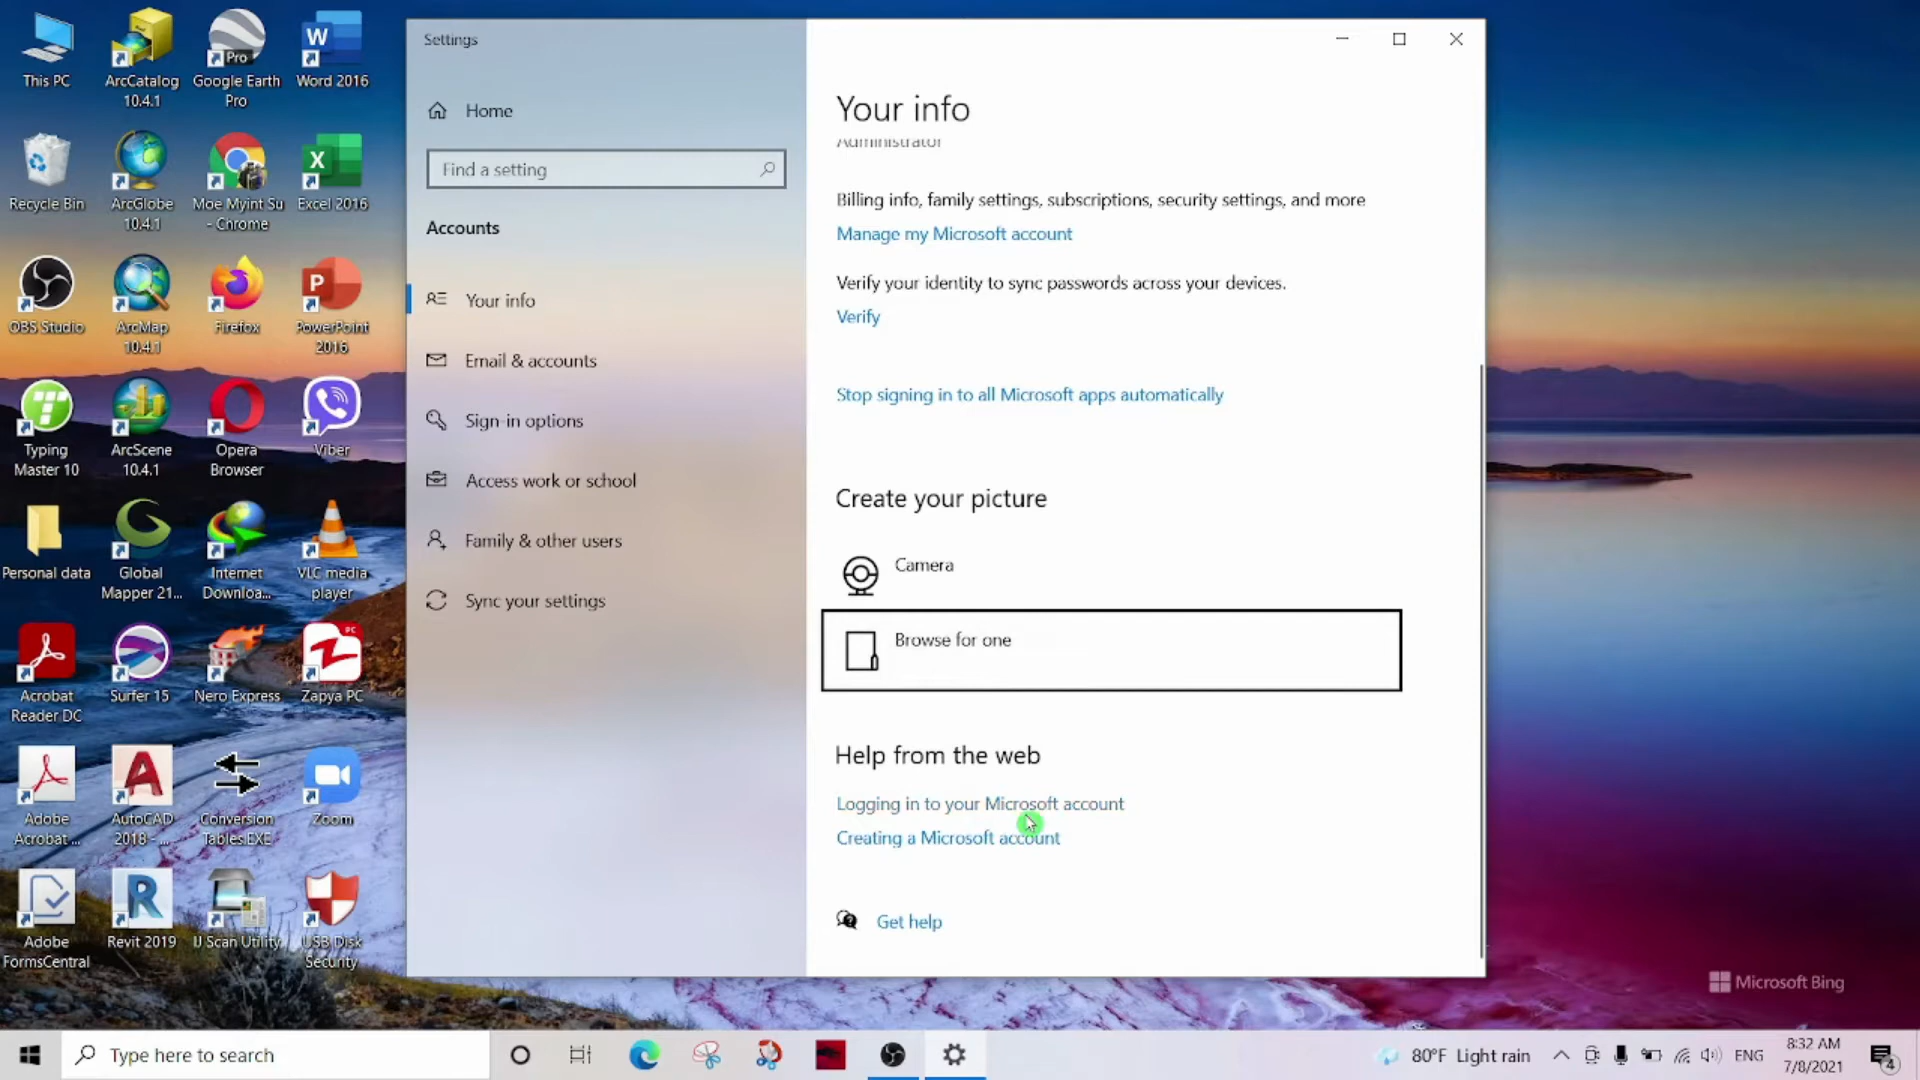 This PC
ArcCatalog
10.4.1
Google Earth
Pro
Pro
W
Word 2016
Recycle Bin
ArcGlobe
10.4.1
Moe Myint Su
- Chrome
X
Excel 2016
OBS Studio
ArcMap
10.4.1
Firefox
P
PowerPoint
2016
Typing
Master 10
ArcScene
10.4.1
Opera
Browser
Viber
Personal data
Global
Mapper 21...
Internet
Downloa...
VLC media
player
Acrobat
Reader DC
Surfer 15
Nero Express
PC
Zapya PC
Adobe
Acrobat ...
A
AutoCAD
2018 - ...
Conversion
Tables.EXE
Zoom
Adobe
FormsCentral
R
Revit 2019
IJ Scan Utility
USB Disk
Security
Settings
Home
Find a setting
Accounts
Your info
Email & accounts
Sign-in options
Access work or school
Family & other users
Sync your settings
Your info
Administrator
Billing info, family settings, subscriptions, security settings, and more
Manage my Microsoft account
Verify your identity to sync passwords across your devices.
Verify
Stop signing in to all Microsoft apps automatically
Create your picture
Camera
Browse for one
Help from the web
Logging in to your Microsoft account
Creating a Microsoft account
Get help
Microsoft Bing
Type here to search
80°F Light rain
ENG
8:32 AM
7/8/2021
4